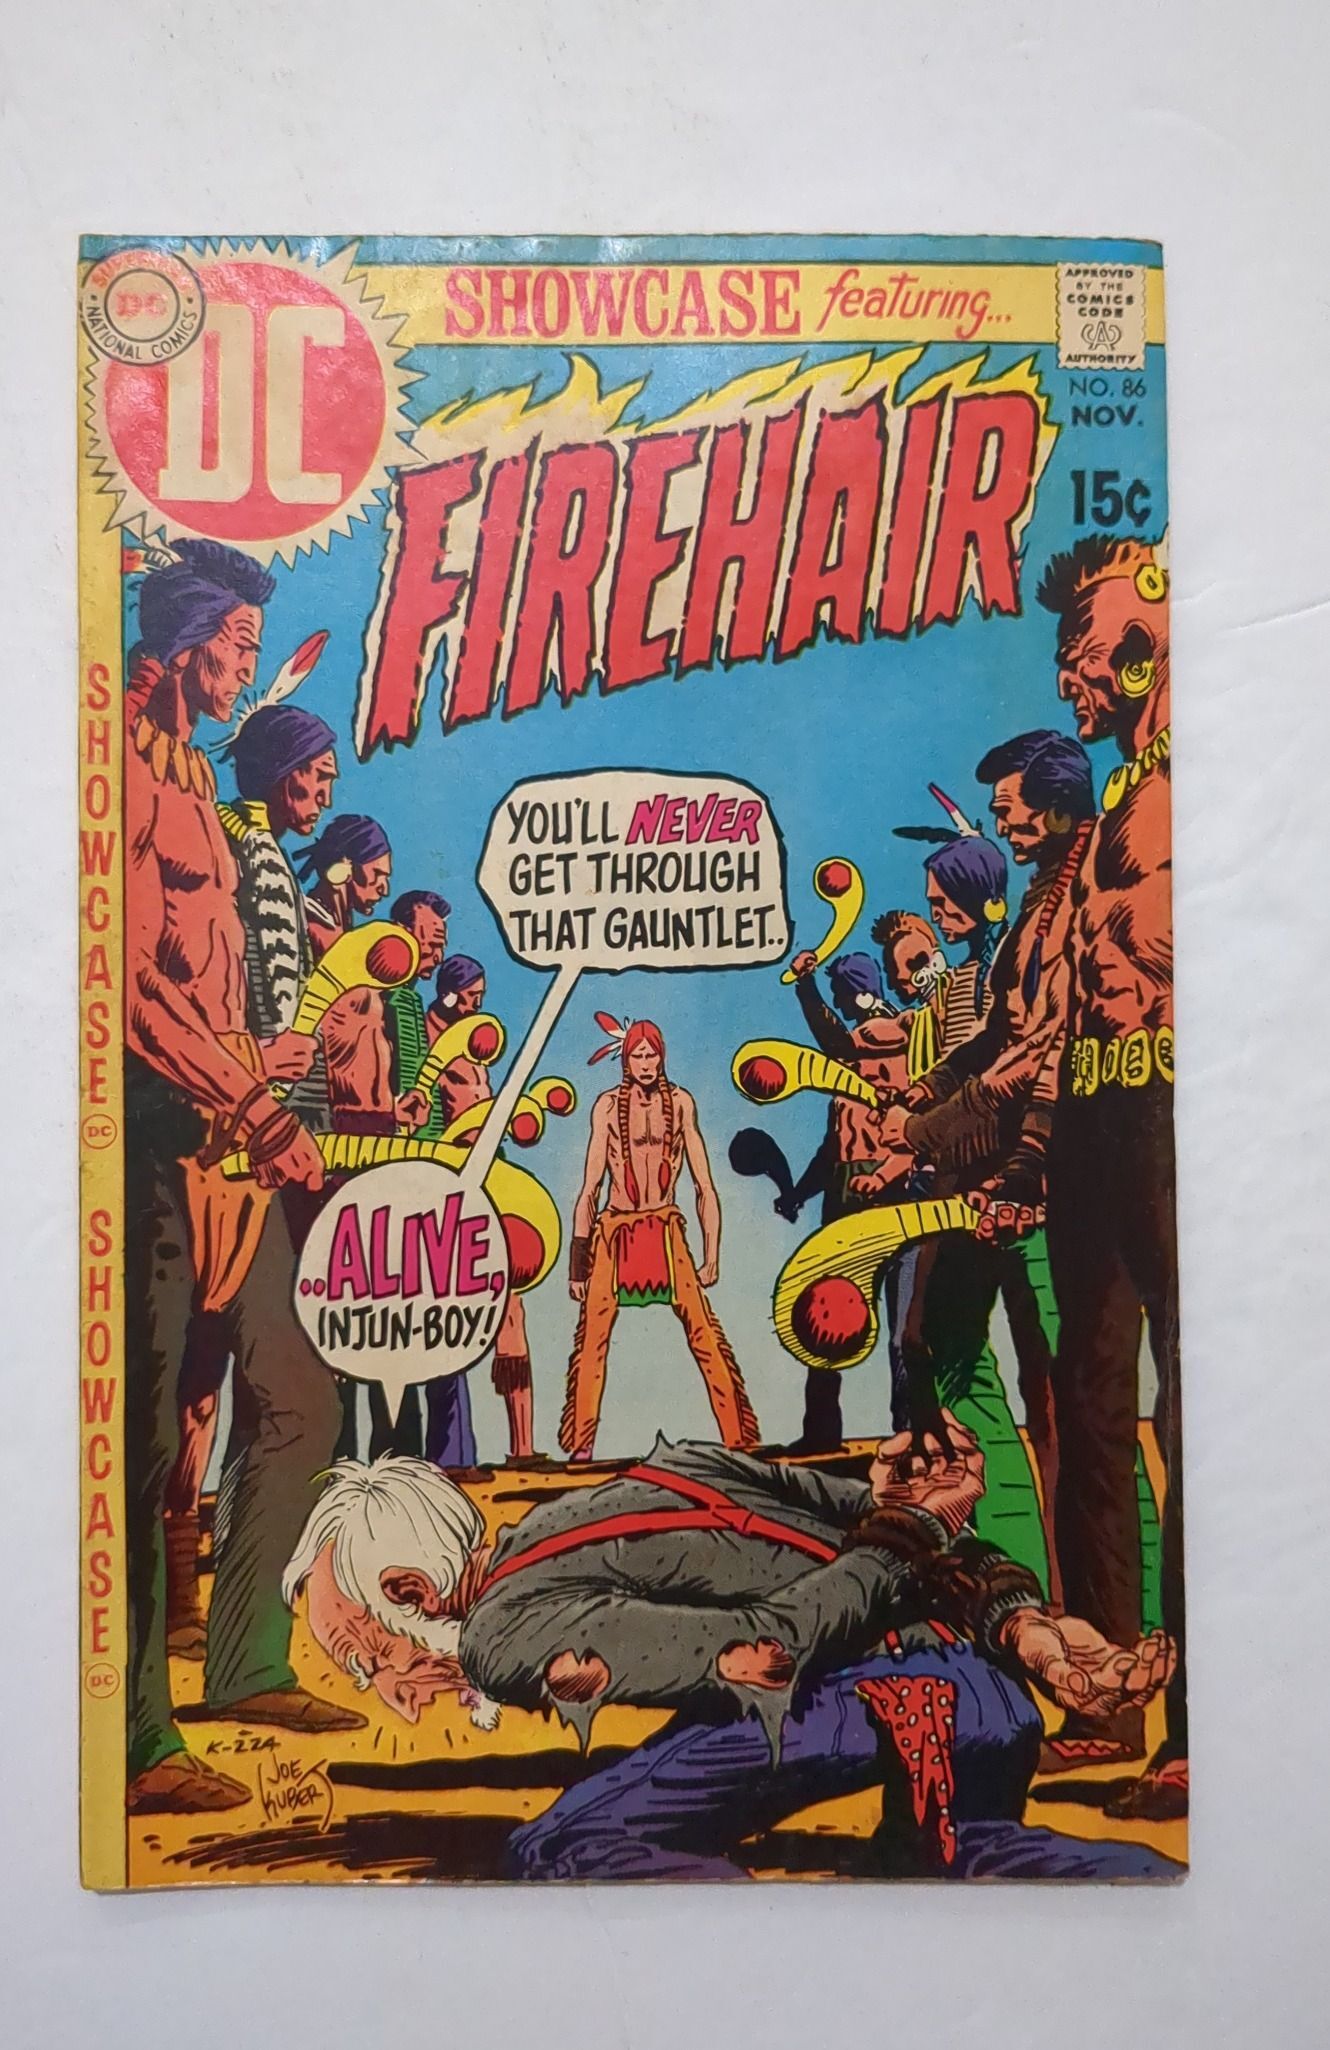 SUPERMAN
DC
NATIONAL COMICS
DC
SHOWCASE featuring...
APPROVED
BY THE
COMICS
CODE
CA
AUTHORITY
NO. 86
NOV.
15¢
FIREHAIR
SHOWCASE DC SHOWCASE DC
YOU'LL NEVER
GET THROUGH
THAT GAUNTLET..
..ALIVE,
INJUN-BOY!
K-224
JOE
KUBERT